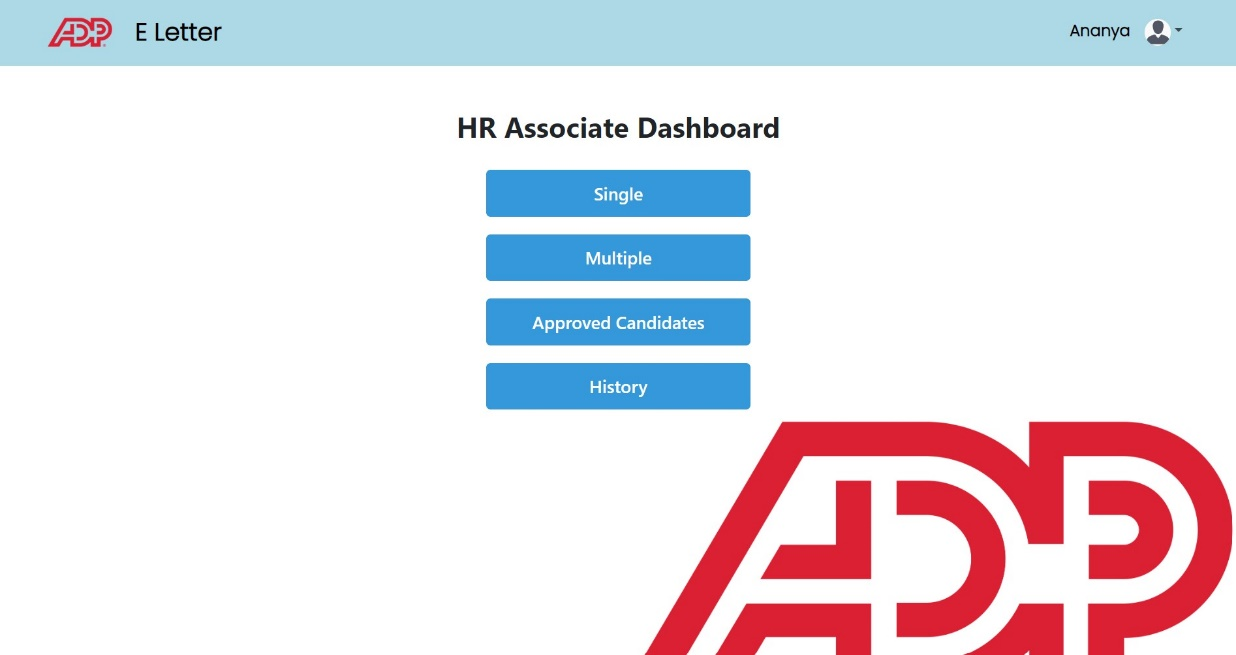 ADP E Letter
Ananya
HR Associate Dashboard
Single
Multiple
Approved Candidates
History
ADP